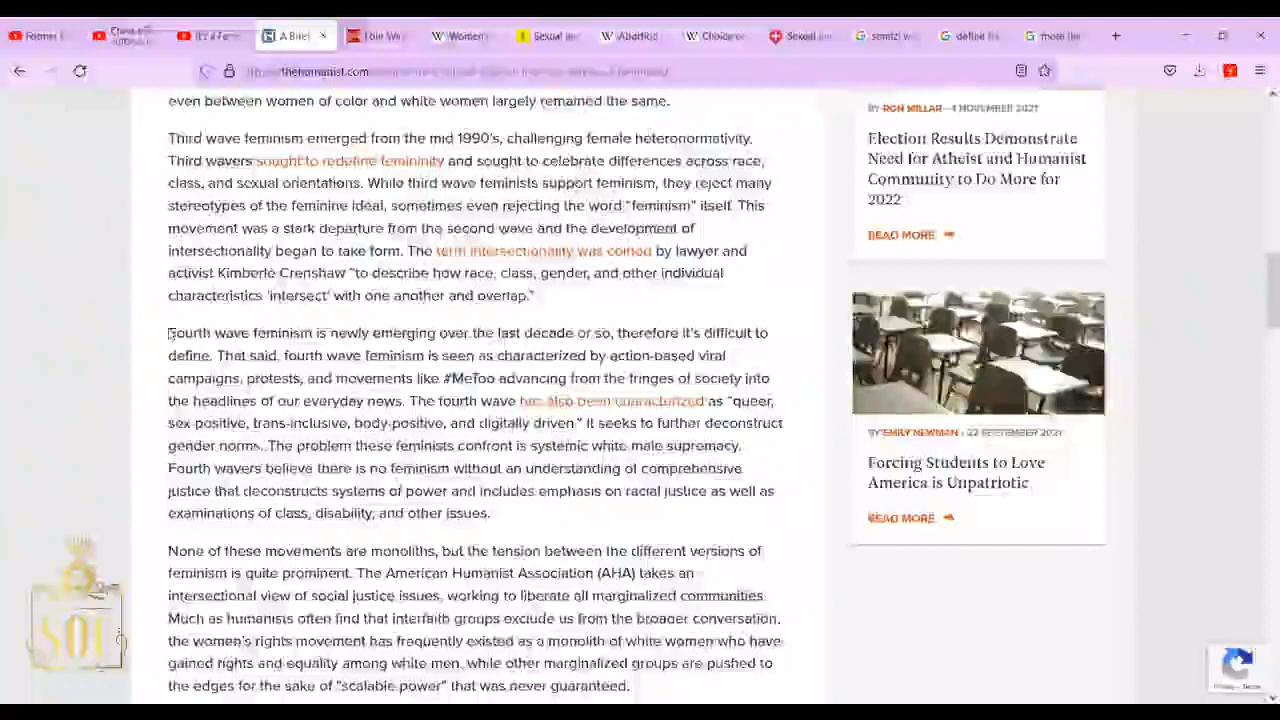 A Brief
Women's
Sexual
define
thehumanist.com
even between women of color and white women largely remained the same.
Third wave feminism emerged from the mid 1990's, challenging female heteronormativity.
Third wavers sought to redefine femininity and sought to celebrate differences across race,
class, and sexual orientations. While third wave feminists support feminism, they reject many
stereotypes of the feminine ideal, sometimes even rejecting the word "feminism" itself. This
movement was a stark departure from the second wave and the development of
intersectionality began to take form. The term intersectionality was coined by lawyer and
activist Kimberle Crenshaw "to describe how race, class, gender, and other individual
characteristics 'intersect' with one another and overlap."
Fourth wave feminism is newly emerging over the last decade or so, therefore it's difficult to
define. That said, fourth wave feminism is seen as characterized by action-based viral
campaigns, protests, and movements like #MeToo advancing from the fringes of society into
the headlines of our everyday news. The fourth wave has also been characterized as "queer,
sex-positive, trans-inclusive, body-positive, and digitally driven." It seeks to further deconstruct
gender norms. The problem these feminists confront is systemic white male supremacy.
Fourth wavers believe there is no feminism without an understanding of comprehensive
justice that deconstructs systems of power and includes emphasis on racial justice as well as
examinations of class, disability, and other issues.
None of these movements are monoliths, but the tension between the different versions of
feminism is quite prominent. The American Humanist Association (AHA) takes an
intersectional view of social justice issues, working to liberate all marginalized communities.
Much as humanists often find that interfaith groups exclude us from the broader conversation,
the women's rights movement has frequently existed as a monolith of white women who have
gained rights and equality among white men, while other marginalized groups are pushed to
the edges for the sake of "scalable power" that was never guaranteed.
BY RON MILLAR • 4 NOVEMBER 2021
Election Results Demonstrate
Need for Atheist and Humanist
Community to Do More for
2022
READ MORE
BY EMILY NEWMAN • 22 SEPTEMBER 2021
Forcing Students to Love
America is Unpatriotic
READ MORE
SOC
Privacy - Terms